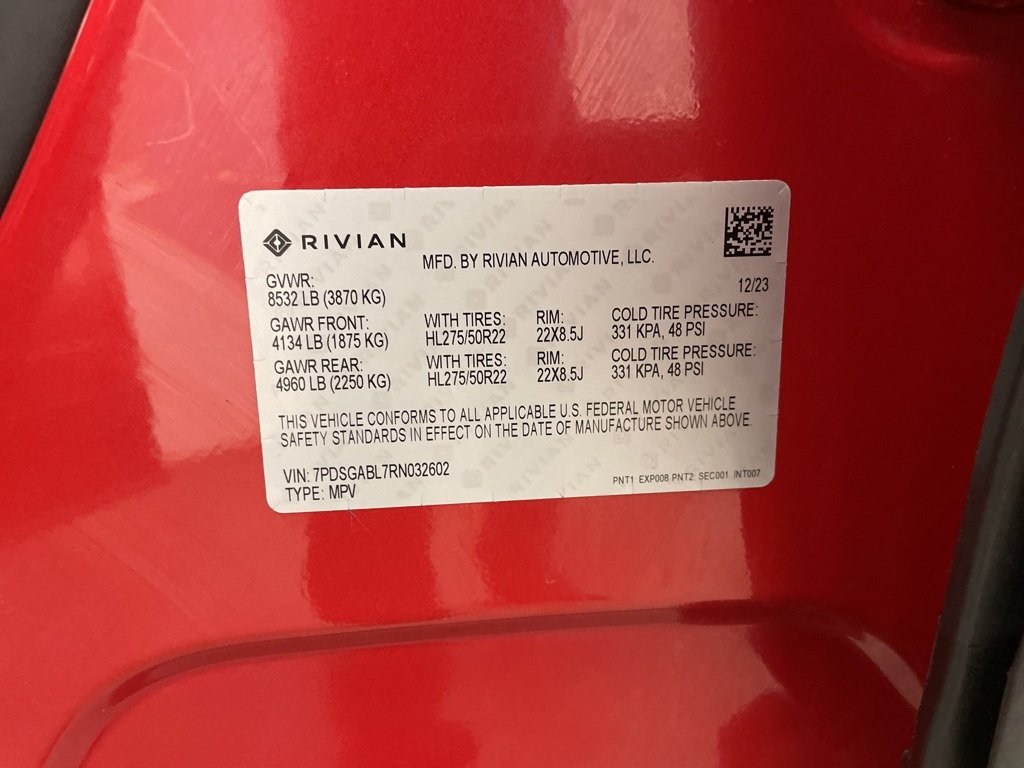 RIVIAN
MFD. BY RIVIAN AUTOMOTIVE, LLC.
12/23
GVWR:
8532 LB (3870 KG)
GAWR FRONT: WITH TIRES: RIM: COLD TIRE PRESSURE:
4134 LB (1875 KG) HL275/50R22 22X8.5J 331 KPA, 48 PSI
GAWR REAR: WITH TIRES: RIM: COLD TIRE PRESSURE:
4960 LB (2250 KG) HL275/50R22 22X8.5J 331 KPA, 48 PSI
THIS VEHICLE CONFORMS TO ALL APPLICABLE U.S. FEDERAL MOTOR VEHICLE
SAFETY STANDARDS IN EFFECT ON THE DATE OF MANUFACTURE SHOWN ABOVE.
VIN: 7PDSGABL7RN032602
TYPE: MPV
PNT1: EXP008 PNT2: SEC001 INT007